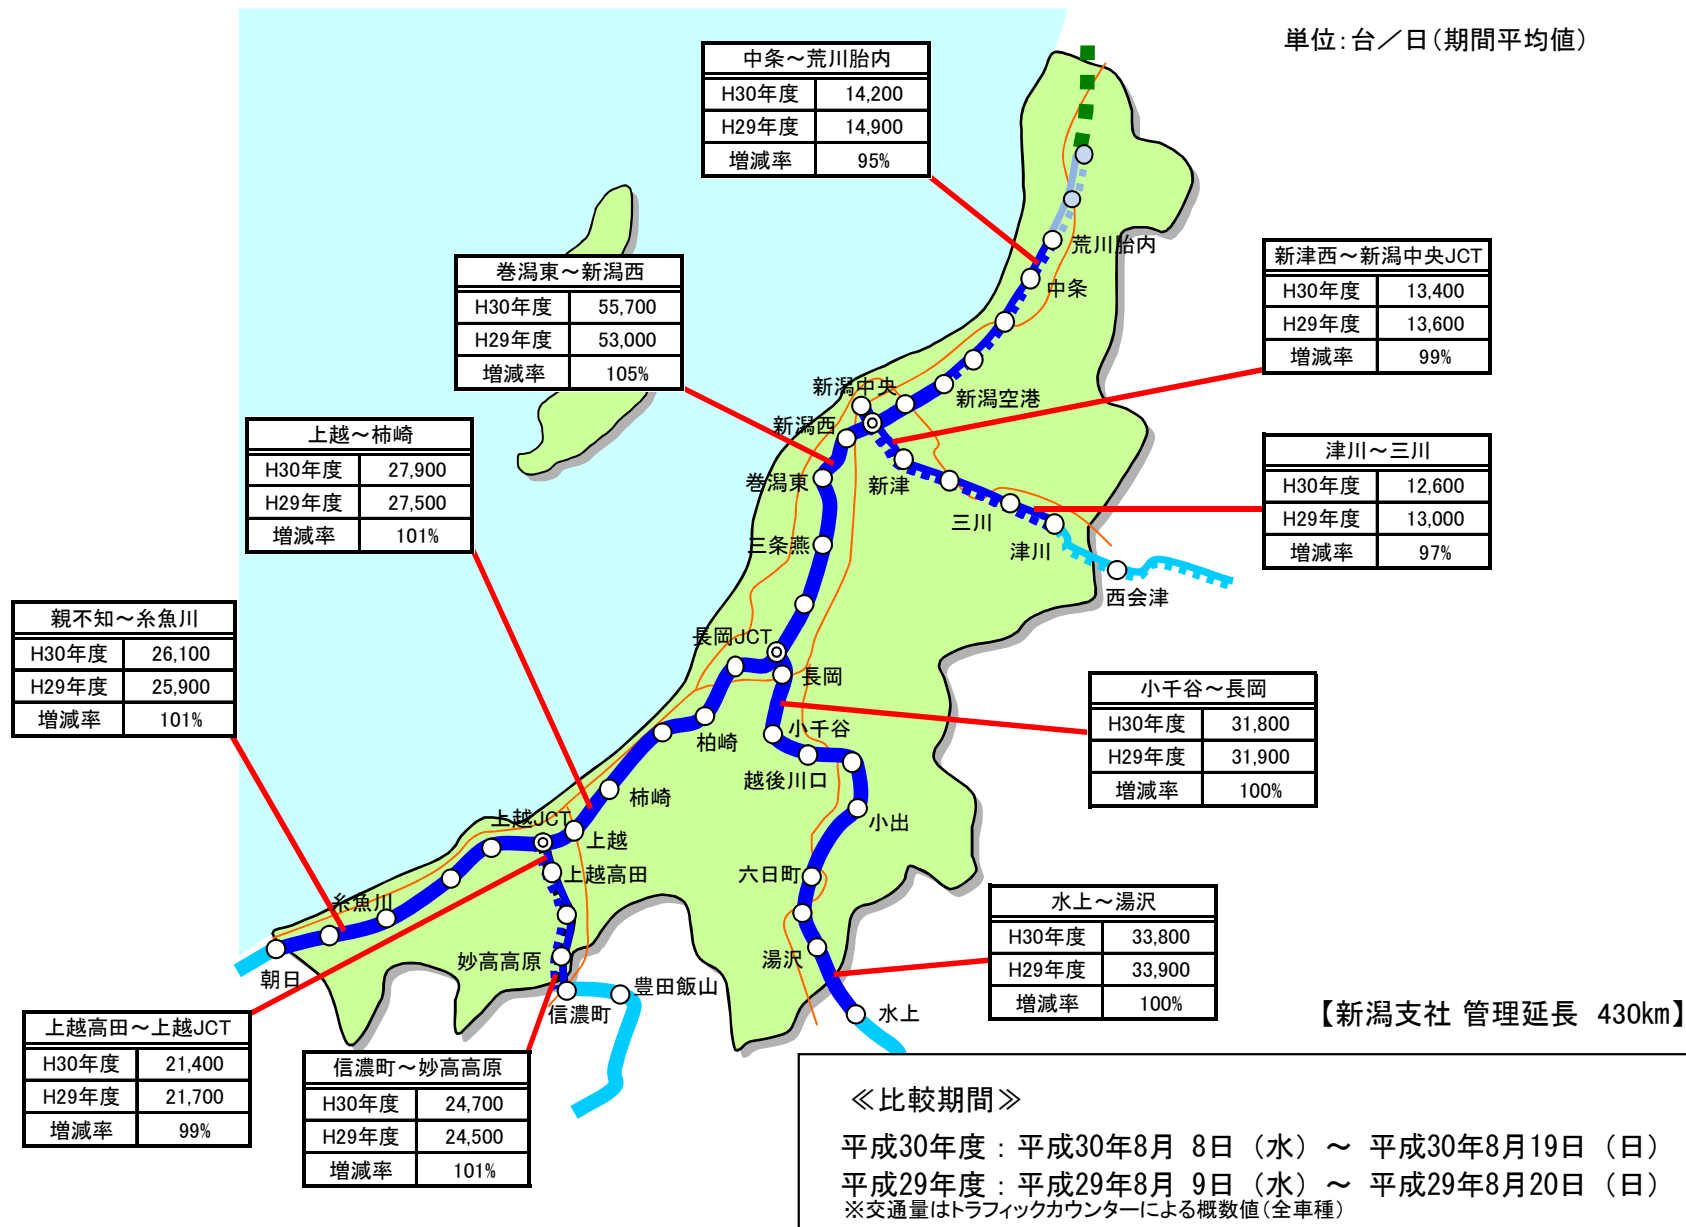 単位：台／日（期間平均値）
中条～荒川胎内
H30年度 14,200
H29年度 14,900
増減率 95%
巻潟東～新潟西
H30年度 55,700
H29年度 53,000
増減率 105%
新津西～新潟中央JCT
H30年度 13,400
H29年度 13,600
増減率 99%
上越～柿崎
H30年度 27,900
H29年度 27,500
増減率 101%
津川～三川
H30年度 12,600
H29年度 13,000
増減率 97%
親不知～糸魚川
H30年度 26,100
H29年度 25,900
増減率 101%
小千谷～長岡
H30年度 31,800
H29年度 31,900
増減率 100%
水上～湯沢
H30年度 33,800
H29年度 33,900
増減率 100%
上越高田～上越JCT
H30年度 21,400
H29年度 21,700
増減率 99%
信濃町～妙高高原
H30年度 24,700
H29年度 24,500
増減率 101%
荒川胎内
中条
新潟中央
新潟空港
新潟西
巻潟東
新津
三川
津川
西会津
三条燕
長岡JCT
長岡
小千谷
柏崎
越後川口
柿崎
小出
上越JCT
上越
上越高田
六日町
糸魚川
湯沢
妙高高原
朝日
豊田飯山
信濃町
水上
【新潟支社 管理延長 430km】
≪比較期間≫
平成30年度：平成30年8月 8日（水）～ 平成30年8月19日（日）
平成29年度：平成29年8月 9日（水）～ 平成29年8月20日（日）
※交通量はトラフィックカウンターによる概数値（全車種）